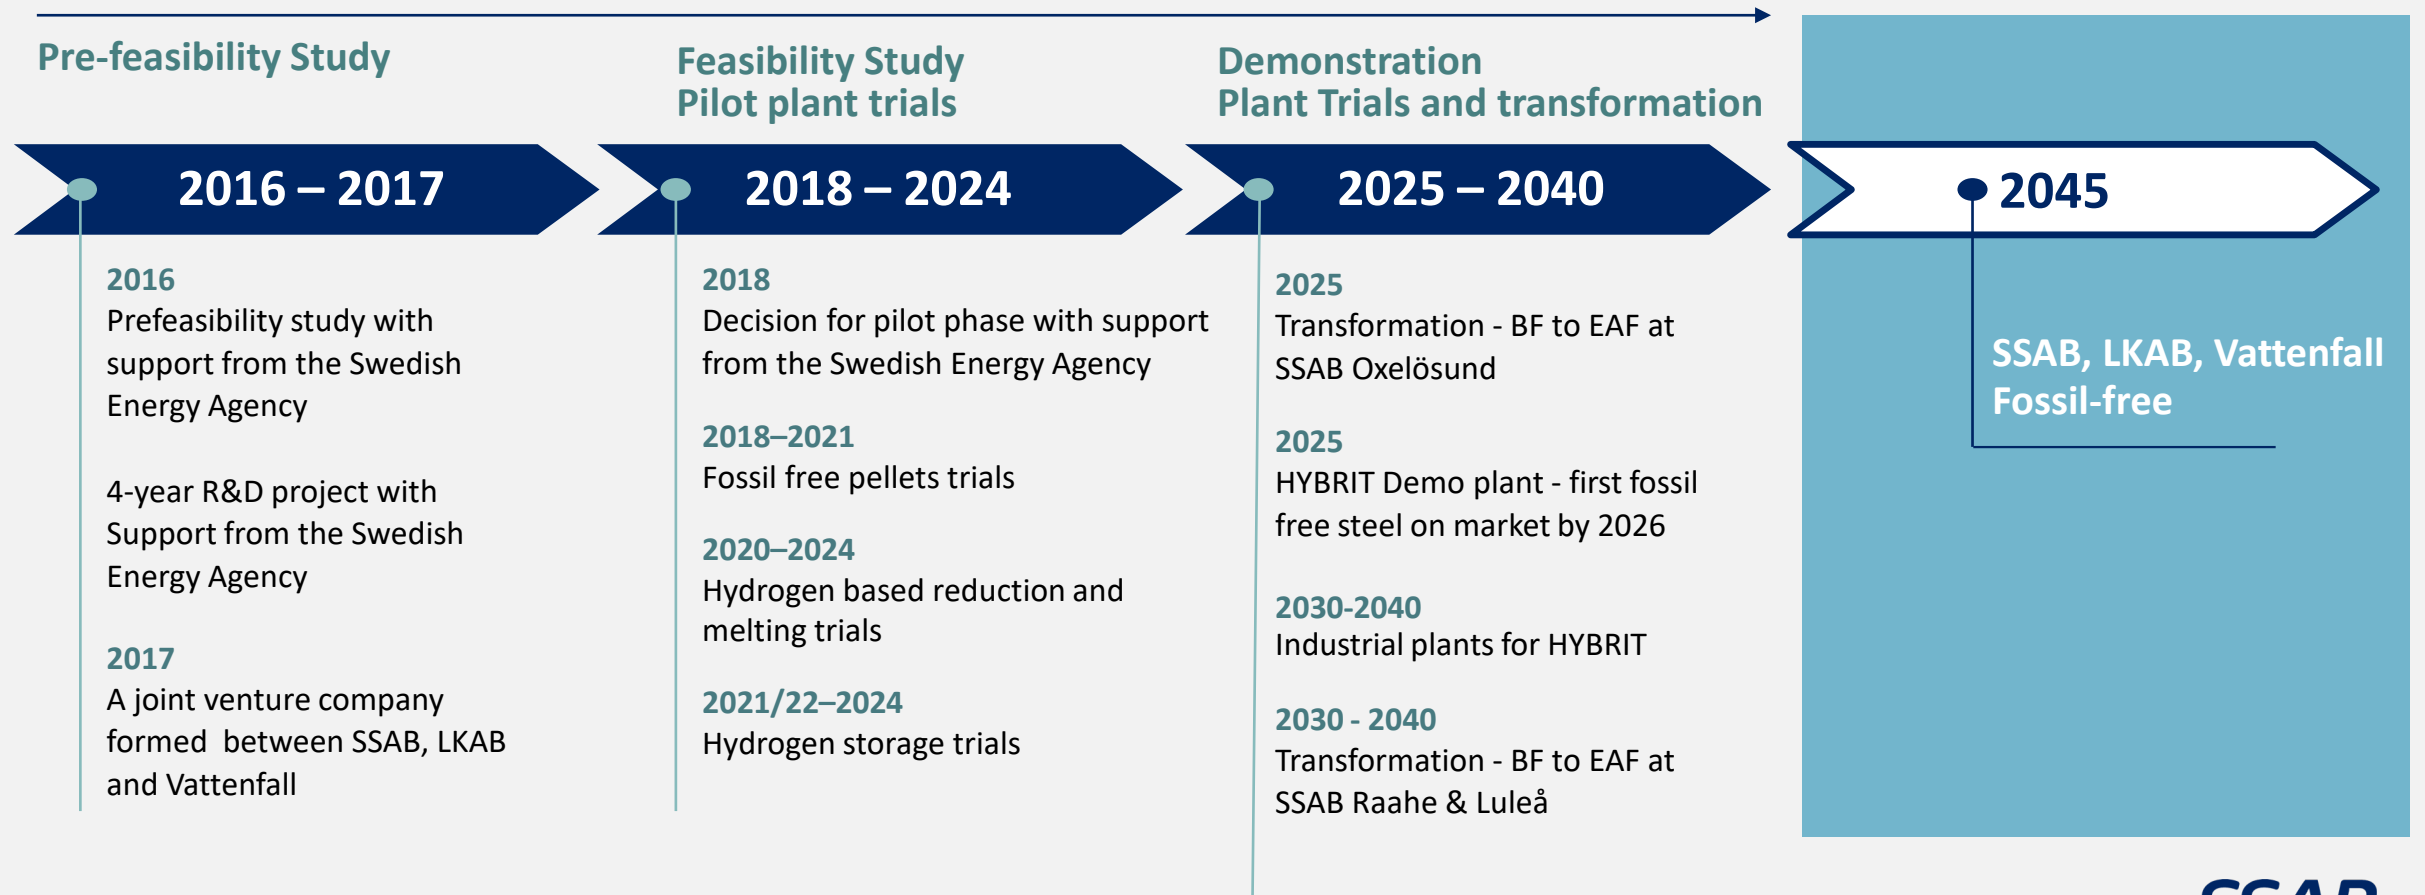 Pre-feasibility Study
Feasibility Study
Pilot plant trials
Demonstration
Plant Trials and transformation
2016 – 2017
2018 – 2024
2025 – 2040
2045
2016
Prefeasibility study with
support from the Swedish
Energy Agency
4-year R&D project with
Support from the Swedish
Energy Agency
2017
A joint venture company
formed  between SSAB, LKAB
and Vattenfall
2018
Decision for pilot phase with support
from the Swedish Energy Agency
2018–2021
Fossil free pellets trials
2020–2024
Hydrogen based reduction and
melting trials
2021/22–2024
Hydrogen storage trials
2025
Transformation - BF to EAF at
SSAB Oxelösund
2025
HYBRIT Demo plant - first fossil
free steel on market by 2026
2030-2040
Industrial plants for HYBRIT
2030 - 2040
Transformation - BF to EAF at
SSAB Raahe & Luleå
SSAB, LKAB, Vattenfall
Fossil-free
SSAB